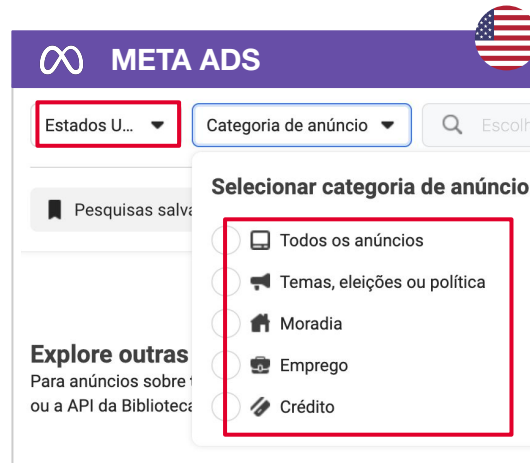 META ADS
Estados U...
Categoria de anúncio
Escolh
Selecionar categoria de anúncio
Pesquisas salva
Todos os anúncios
Temas, eleições ou política
Moradia
Emprego
Crédito
Explore outras
Para anúncios sobre
ou a API da Biblioteca